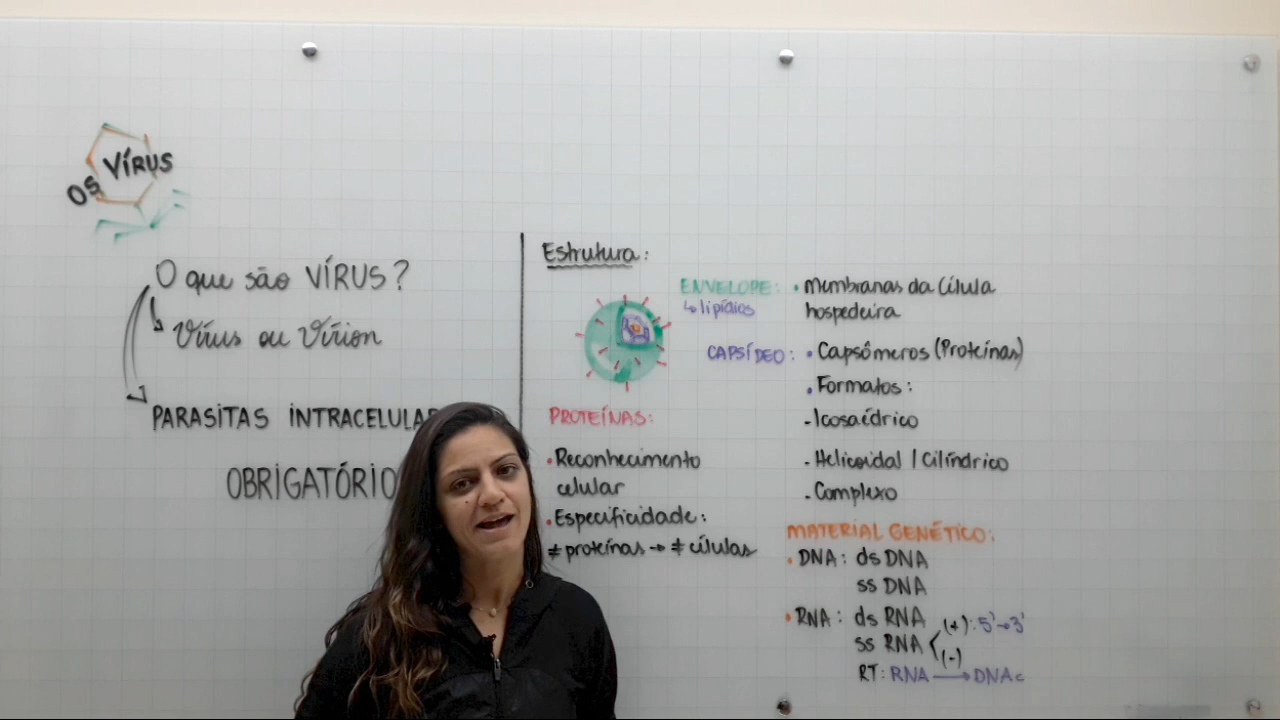 OS VÍRUS
O que são VÍRUS?
Vírus ou Vírion
PARASITAS INTRACELULAR
OBRIGATÓRIO
Estrutura:
ENVELOPE: • Membranas da Célula
↳ lipídios
hospedeira
CAPSÍDEO: • Capsômeros (Proteínas)
• Formatos:
- Icosaédrico
- Helicoidal / Cilíndrico
- Complexo
PROTEÍNAS:
• Reconhecimento
celular
• Especificidade:
≠ proteínas → ≠ células
MATERIAL GENÉTICO:
• DNA: ds DNA
ss DNA
• RNA: ds RNA
ss RNA < (+): 5'→3'
(-)
RT: RNA → DNAc